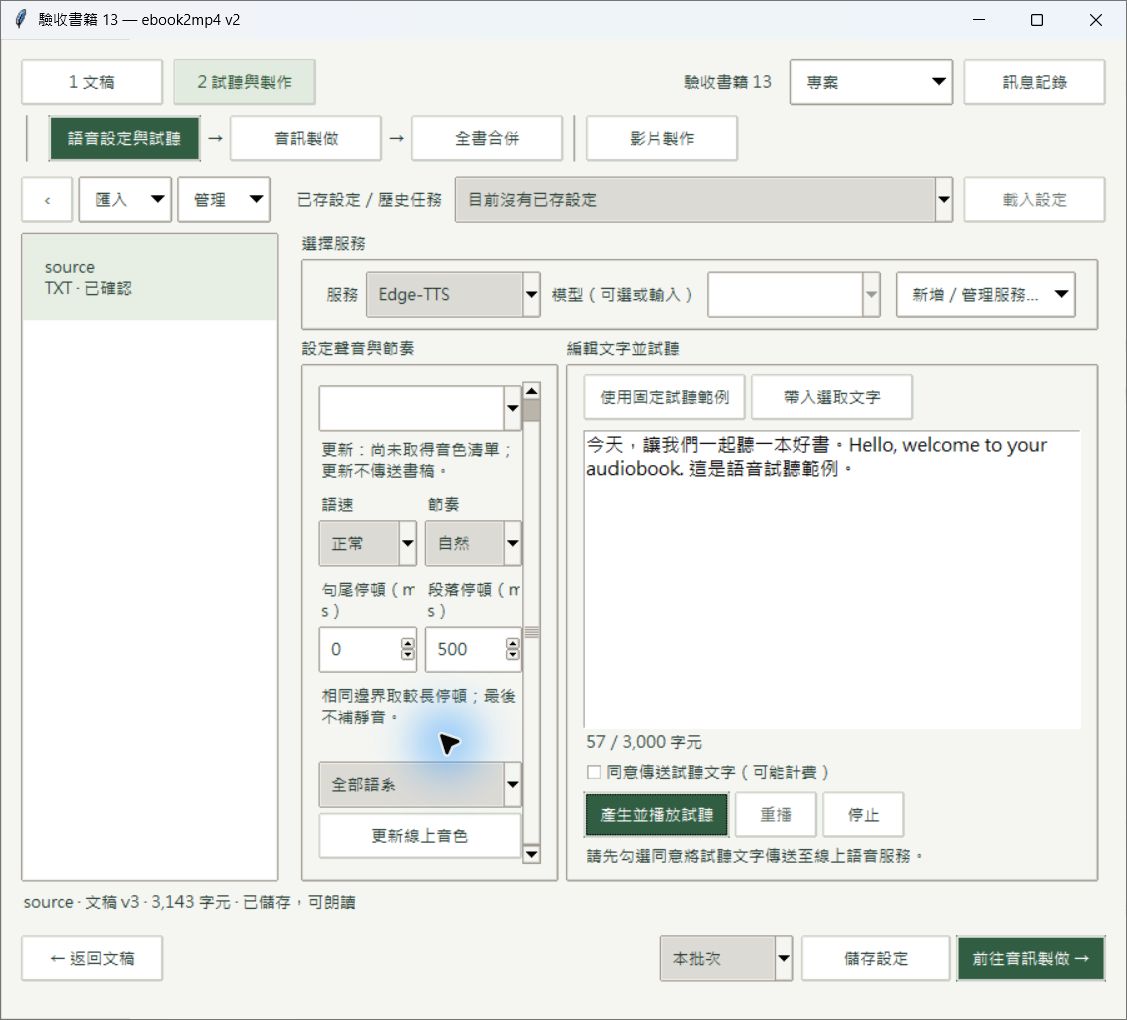 驗收書籍 13 — ebook2mp4 v2
1 文稿
2 試聽與製作
驗收書籍 13
專案
訊息記錄
語音設定與試聽
→
音訊製做
→
全書合併
影片製作
‹
匯入
管理
已存設定 / 歷史任務
目前沒有已存設定
載入設定
source
TXT · 已確認
選擇服務
服務
Edge-TTS
模型（可選或輸入）
新增 / 管理服務...
設定聲音與節奏
更新：尚未取得音色清單；
更新不傳送書稿。
語速
節奏
正常
自然
句尾停頓（m
s）
段落停頓（m
s）
0
500
相同邊界取較長停頓；最後
不補靜音。
全部語系
更新線上音色
編輯文字並試聽
使用固定試聽範例
帶入選取文字
今天，讓我們一起聽一本好書。Hello, welcome to your
audiobook. 這是語音試聽範例。
57 / 3,000 字元
同意傳送試聽文字（可能計費）
產生並播放試聽
重播
停止
請先勾選同意將試聽文字傳送至線上語音服務。
source · 文稿 v3 · 3,143 字元 · 已儲存，可朗讀
← 返回文稿
本批次
儲存設定
前往音訊製做 →